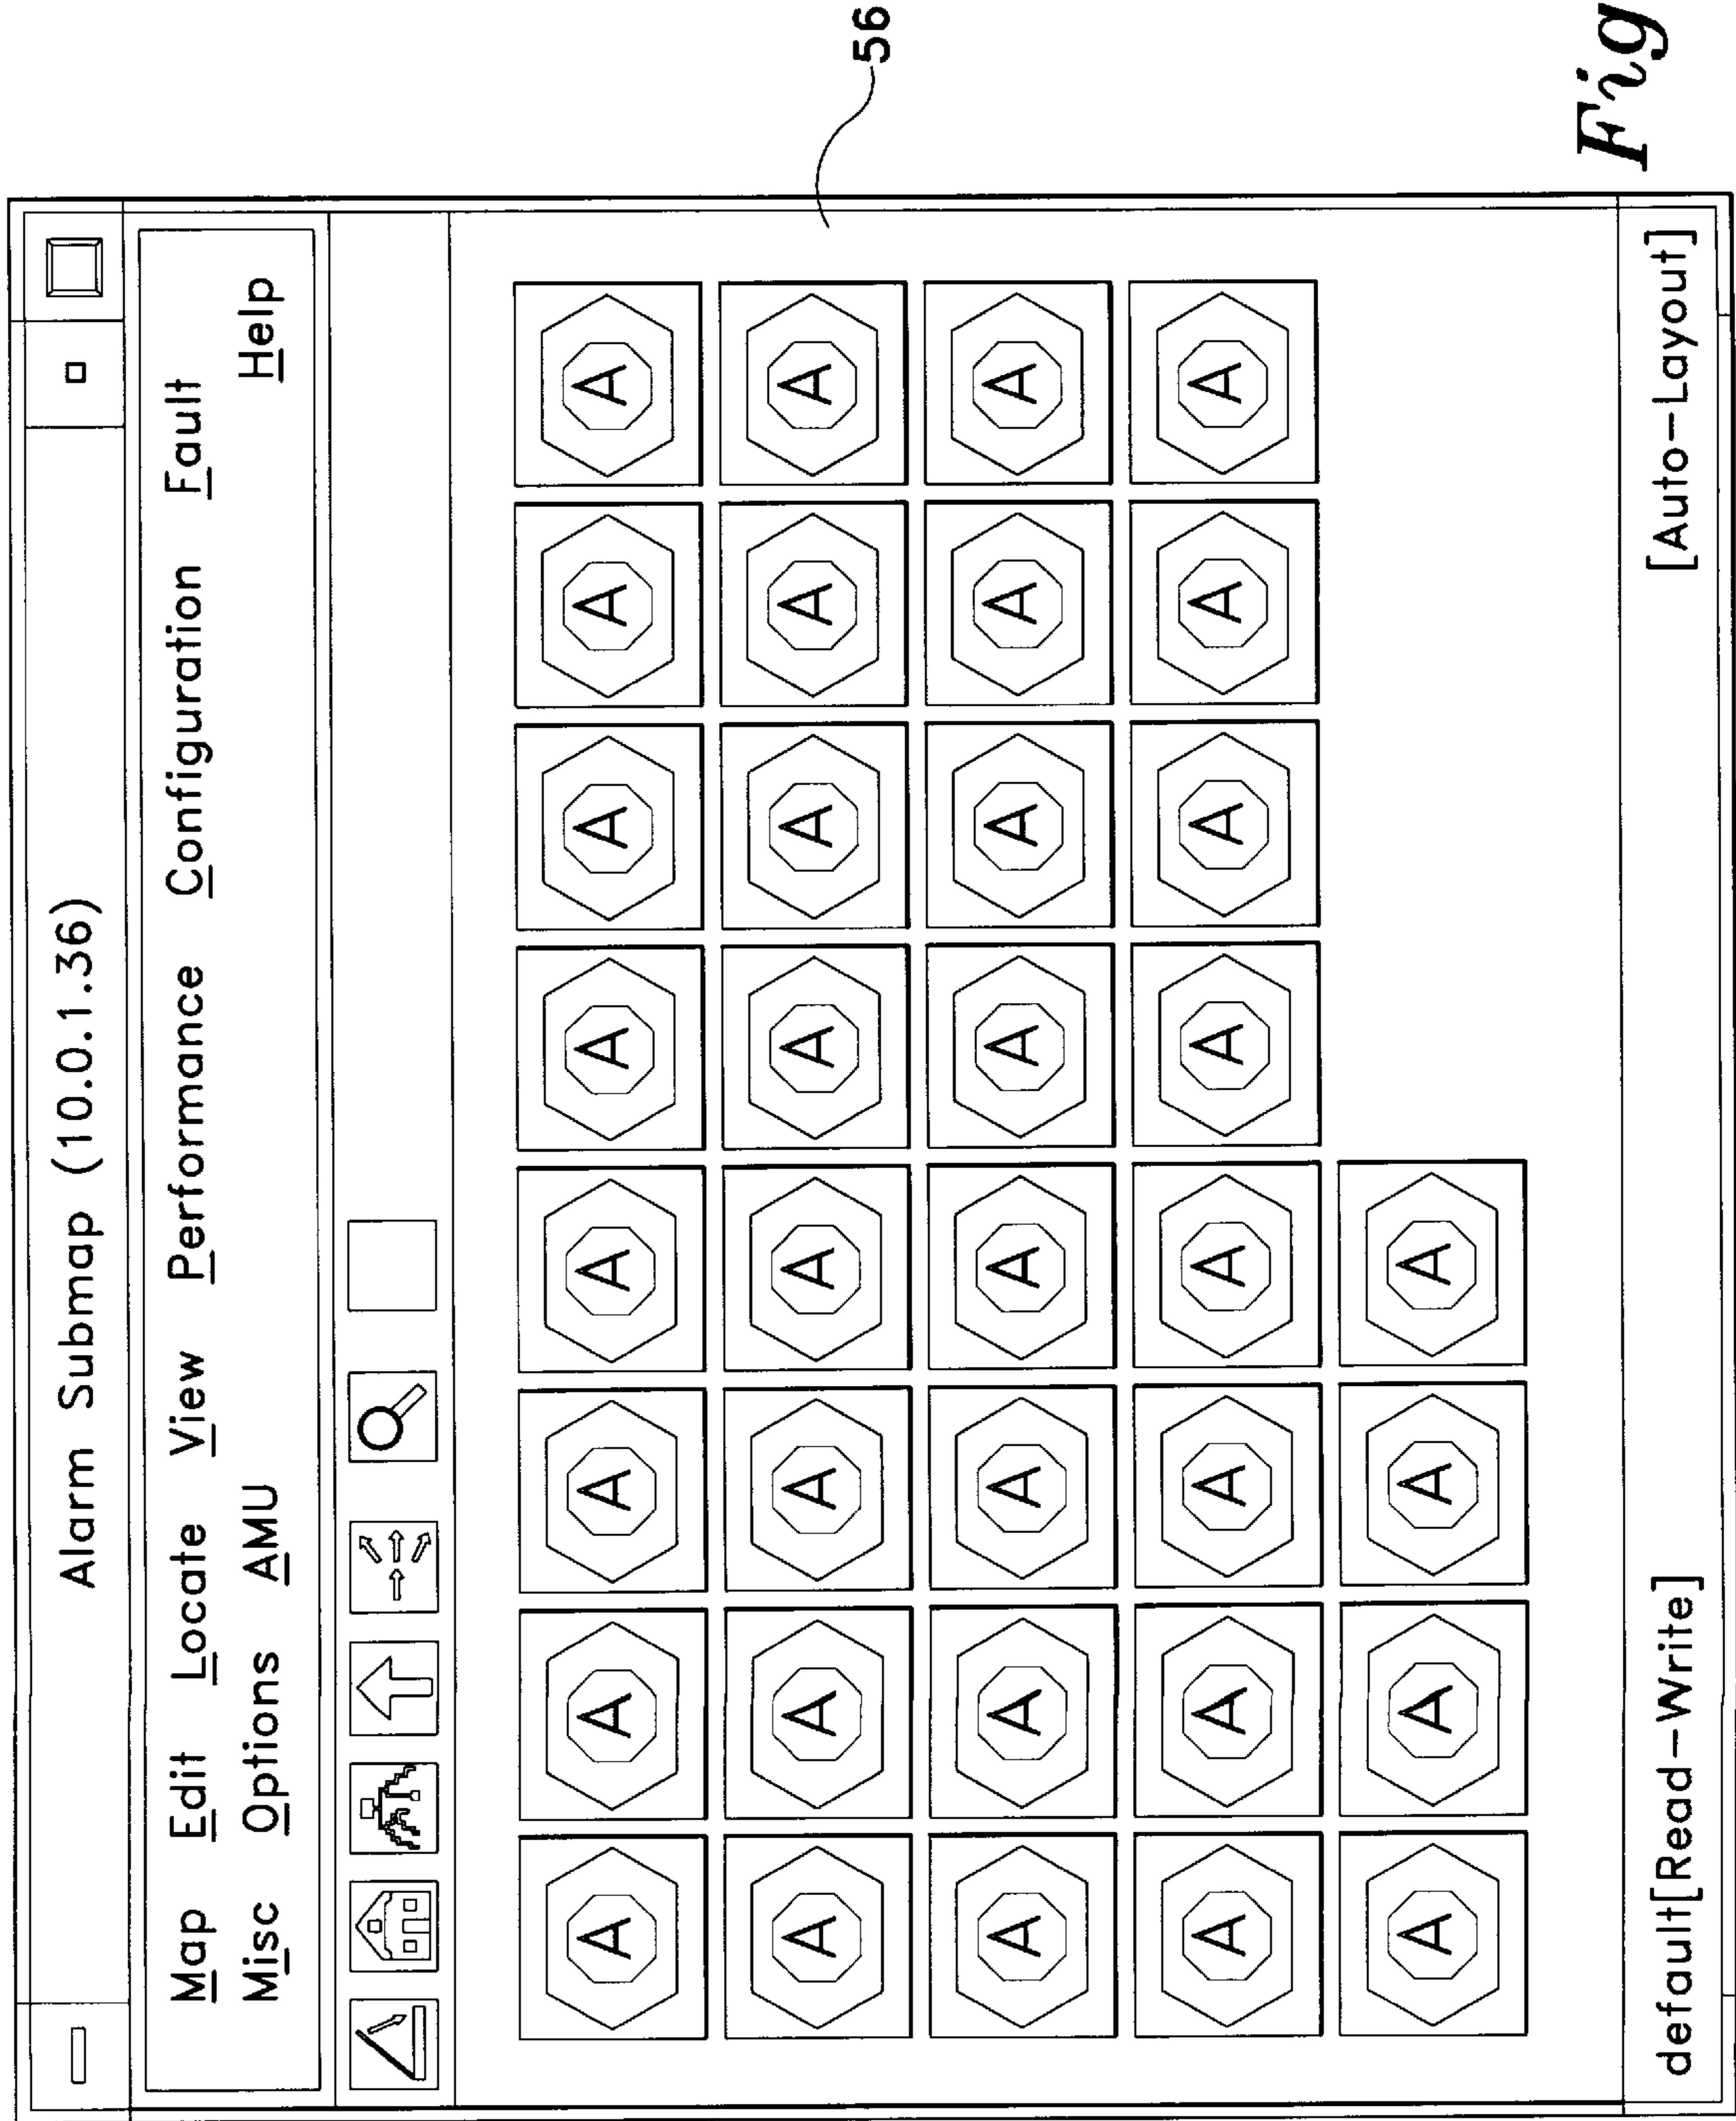 Alarm Submap (10.0.1.36)
Map Edit Locate View Performance Configuration Fault
Misc Options AMU Help
A A A A A A A A
A A A A A A A A
A A A A A A A A
A A A A A A A A
A A A A
default[Read-Write] [Auto-Layout]
56
Fig